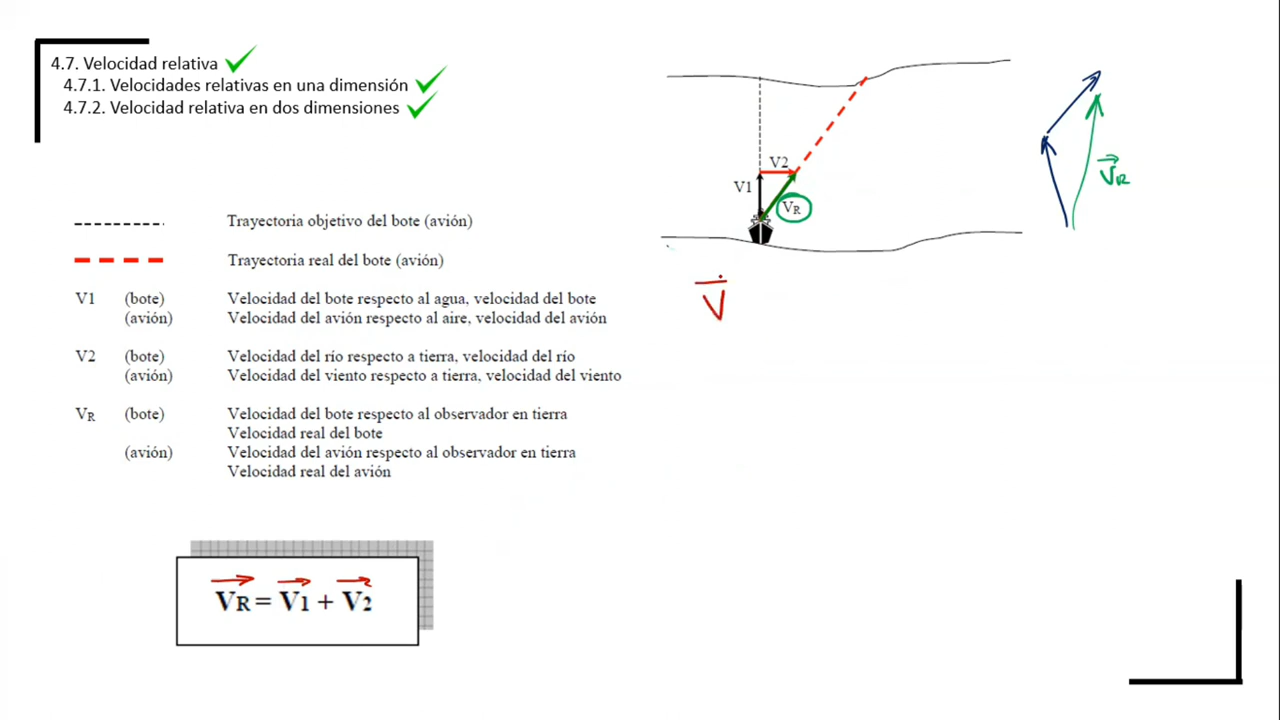 4.7. Velocidad relativa
4.7.1. Velocidades relativas en una dimensión
4.7.2. Velocidad relativa en dos dimensiones
Trayectoria objetivo del bote (avión)
Trayectoria real del bote (avión)
V1 (bote) Velocidad del bote respecto al agua, velocidad del bote
(avión) Velocidad del avión respecto al aire, velocidad del avión
V2 (bote) Velocidad del río respecto a tierra, velocidad del río
(avión) Velocidad del viento respecto a tierra, velocidad del viento
VR (bote) Velocidad del bote respecto al observador en tierra
Velocidad real del bote
(avión) Velocidad del avión respecto al observador en tierra
Velocidad real del avión
VR = V1 + V2
V2
V1
VR
VR
V